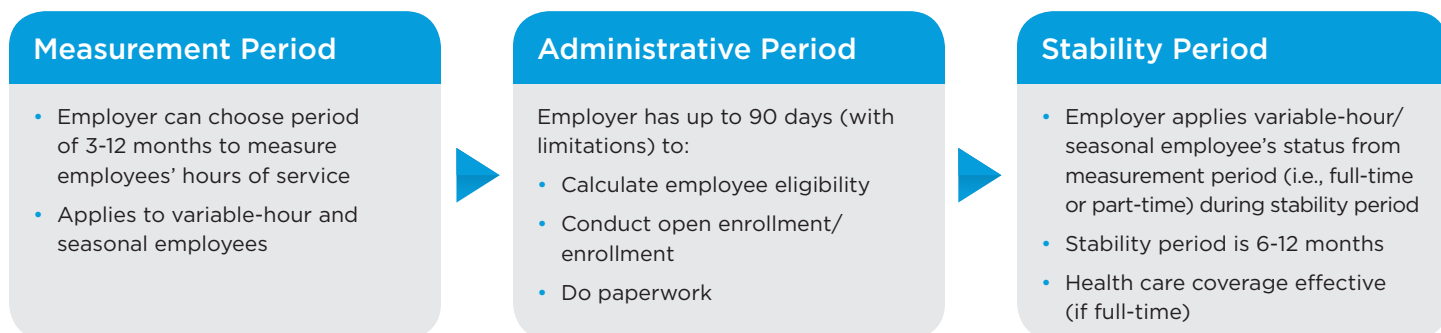 Measurement Period
• Employer can choose period
of 3-12 months to measure
employees' hours of service
• Applies to variable-hour and
seasonal employees
Administrative Period
Employer has up to 90 days (with
limitations) to:
• Calculate employee eligibility
• Conduct open enrollment/
enrollment
• Do paperwork
Stability Period
• Employer applies variable-hour/
seasonal employee's status from
measurement period (i.e., full-time
or part-time) during stability period
• Stability period is 6-12 months
• Health care coverage effective
(if full-time)